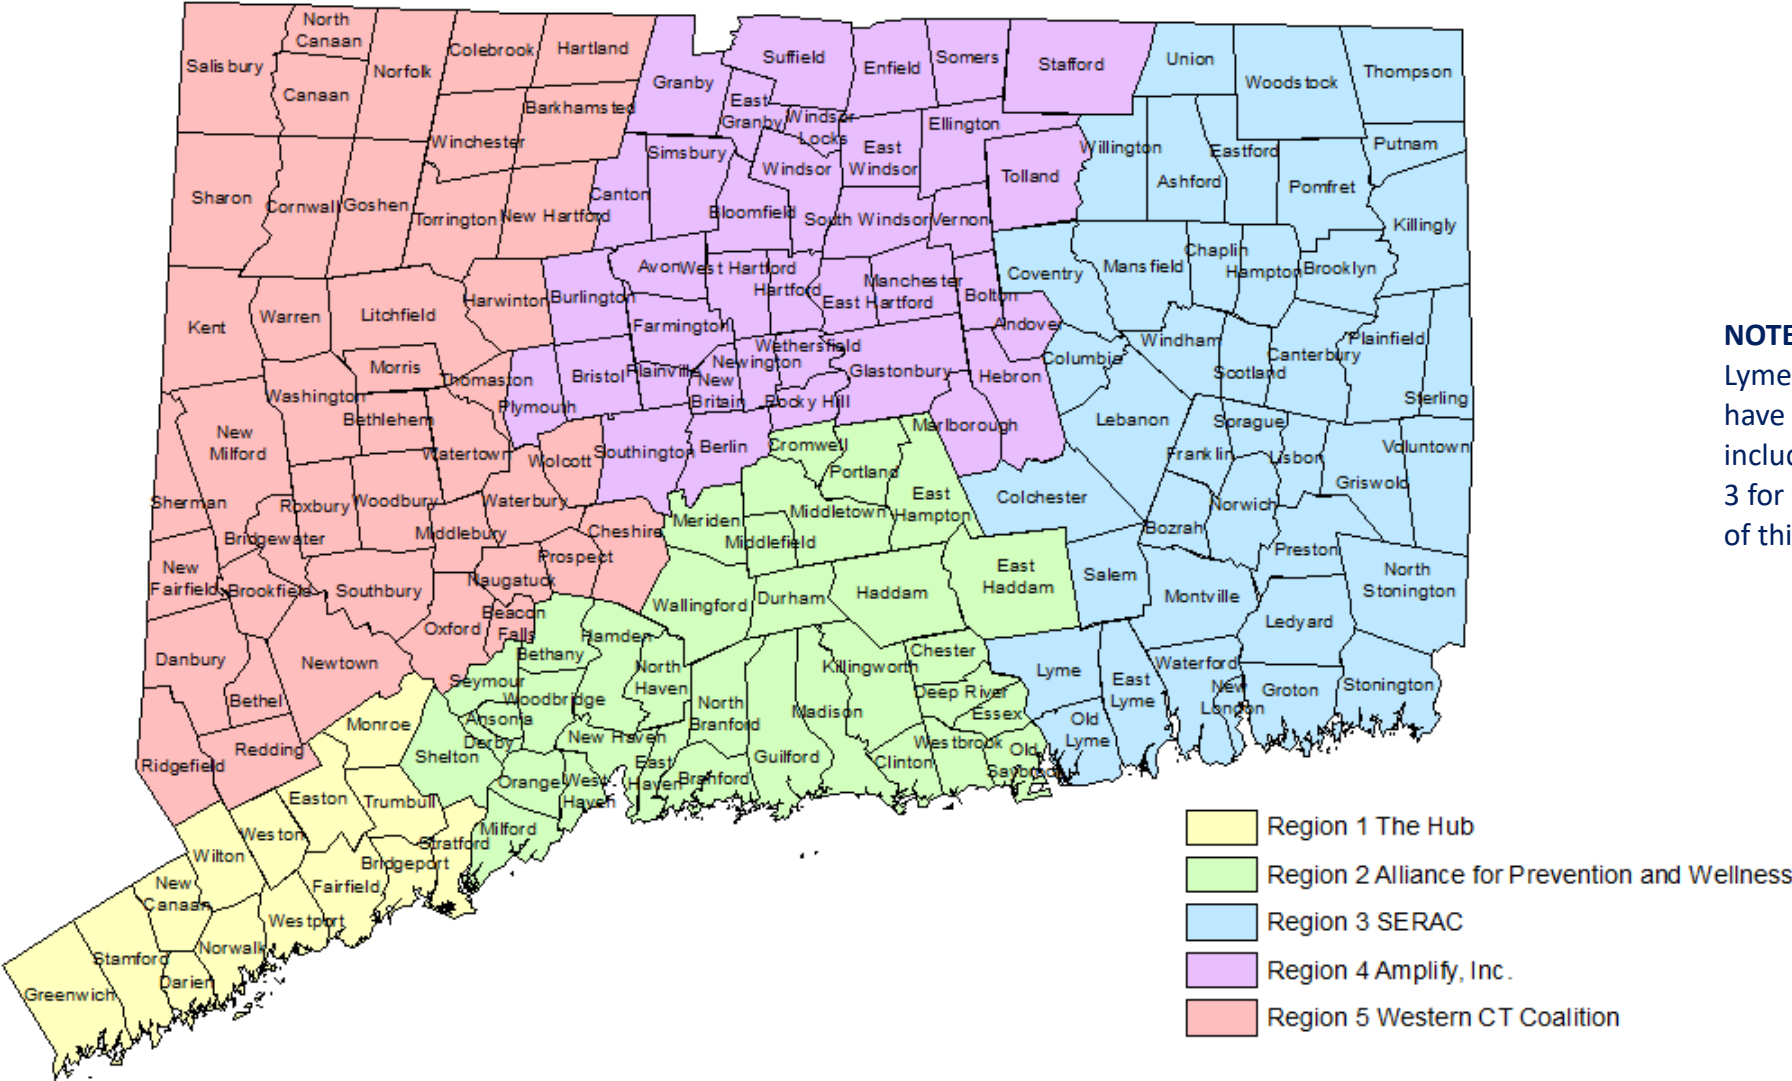 North
Canaan
Colebrook
Hartland
Salisbury
Norfolk
Canaan
Barkhamsted
Winchester
Granby
Suffield
Enfield
Somers
Stafford
Union
Woodstock
Thompson
East
Granby
Windsor
Locks
Ellington
Simsbury
Windsor
East
Windsor
Tolland
Willington
Ashford
Eastford
Pomfret
Putnam
Sharon
Cornwall
Goshen
Torrington
New Hartford
Canton
Bloomfield
South Windsor
Vernon
Killingly
Avon
West Hartford
Hartford
East Hartford
Manchester
Bolton
Coventry
Mansfield
Chaplin
Hampton
Brooklyn
Kent
Warren
Litchfield
Harwinton
Burlington
Farmington
Andover
Columbia
Windham
Scotland
Canterbury
Plainfield
Sterling
Morris
Thomaston
Washington
Bethlehem
Plymouth
Bristol
Plainville
New
Britain
Newington
Wethersfield
Rocky Hill
Glastonbury
Hebron
Marlborough
Lebanon
Sprague
Franklin
Lisbon
Griswold
Voluntown
New
Milford
Watertown
Wolcott
Southington
Berlin
Cromwell
Portland
East
Hampton
Colchester
Bozrah
Norwich
Preston
North
Stonington
Sherman
Roxbury
Woodbury
Waterbury
Bridgewater
Middlebury
Cheshire
Prospect
Meriden
Middletown
Middlefield
New
Fairfield
Brookfield
Southbury
Naugatuck
Beacon
Falls
Oxford
Wallingford
Durham
Haddam
East
Haddam
Salem
Montville
Ledyard
Danbury
Newtown
Bethel
Bethany
Hamden
Seymour
Woodbridge
North
Haven
Killingworth
Chester
Deep River
Essex
Lyme
East
Lyme
Waterford
New
London
Groton
Stonington
Old
Lyme
Ridgefield
Redding
Monroe
Shelton
Ansonia
Derby
New Haven
North
Branford
Madison
Guilford
Clinton
Westbrook
Old
Saybrook
Orange
West
Haven
East
Haven
Branford
Milford
Easton
Trumbull
Stratford
Weston
Wilton
Bridgeport
Fairfield
New
Canaan
Westport
Norwalk
Stamford
Darien
Greenwich
NOTE
Lyme
have
inclu
3 for
of thi
Region 1 The Hub
Region 2 Alliance for Prevention and Wellness
Region 3 SERAC
Region 4 Amplify, Inc.
Region 5 Western CT Coalition